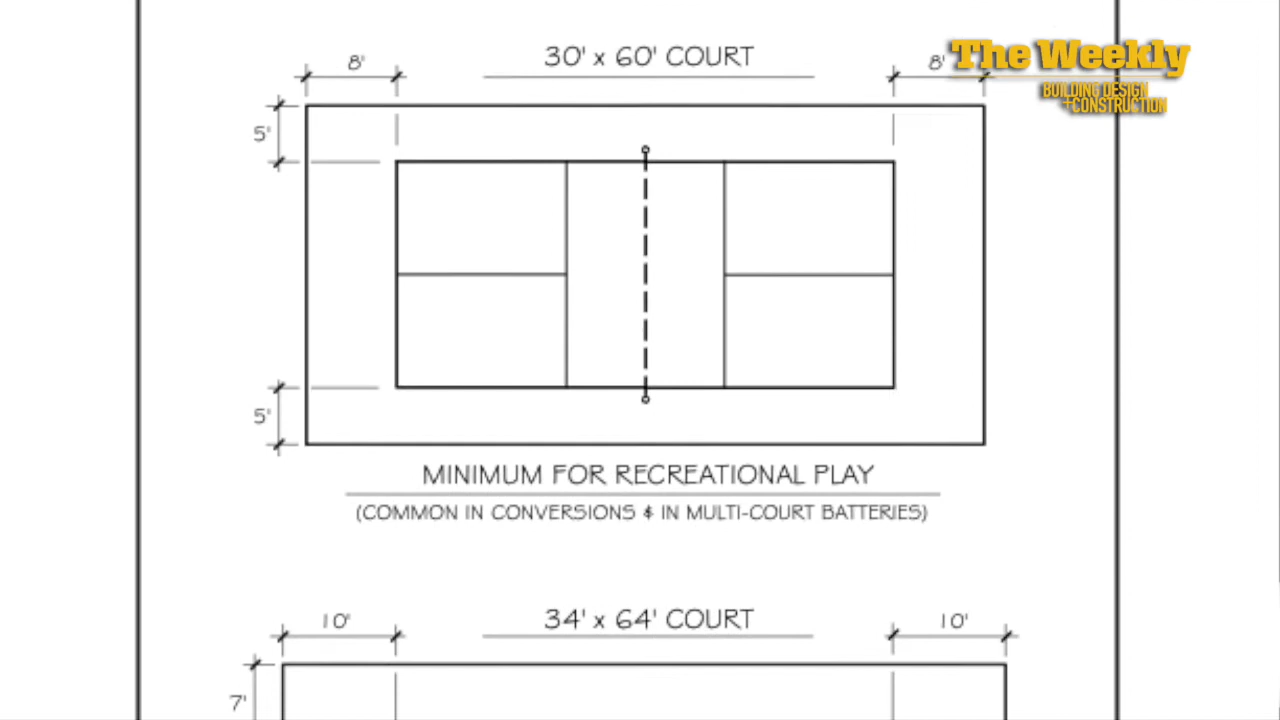 30' x 60' COURT
8'
8'
The Weekly
BUILDING DESIGN
+CONSTRUCTION
5'
5'
MINIMUM FOR RECREATIONAL PLAY
(COMMON IN CONVERSIONS & IN MULTI-COURT BATTERIES)
34' x 64' COURT
10'
10'
7'